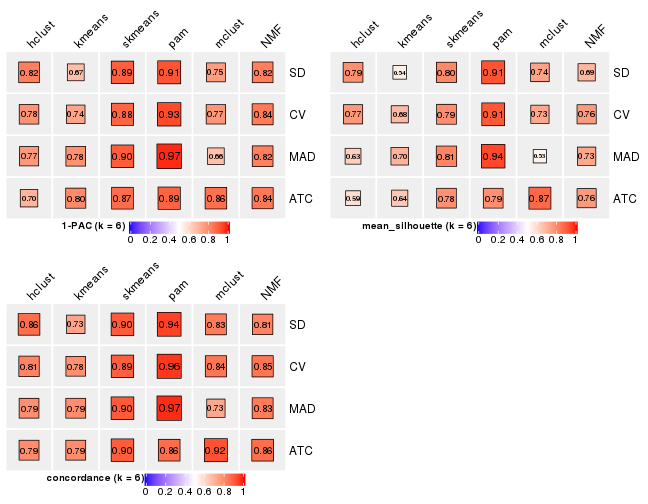 hclust kmeans skmeans pam mclust NMF
0.82 0.67 0.89 0.91 0.75 0.82 SD
0.78 0.74 0.88 0.93 0.77 0.84 CV
0.77 0.78 0.90 0.97 0.66 0.82 MAD
0.70 0.80 0.87 0.89 0.86 0.84 ATC
1-PAC (k = 6)
0 0.2 0.4 0.6 0.8 1
hclust kmeans skmeans pam mclust NMF
0.79 0.54 0.80 0.91 0.74 0.69 SD
0.77 0.68 0.79 0.91 0.73 0.76 CV
0.63 0.70 0.81 0.94 0.53 0.73 MAD
0.59 0.64 0.78 0.79 0.87 0.76 ATC
mean_silhouette (k = 6)
0 0.2 0.4 0.6 0.8 1
hclust kmeans skmeans pam mclust NMF
0.86 0.73 0.90 0.94 0.83 0.81 SD
0.81 0.78 0.89 0.96 0.84 0.85 CV
0.79 0.79 0.90 0.97 0.73 0.83 MAD
0.79 0.79 0.90 0.86 0.92 0.86 ATC
concordance (k = 6)
0 0.2 0.4 0.6 0.8 1